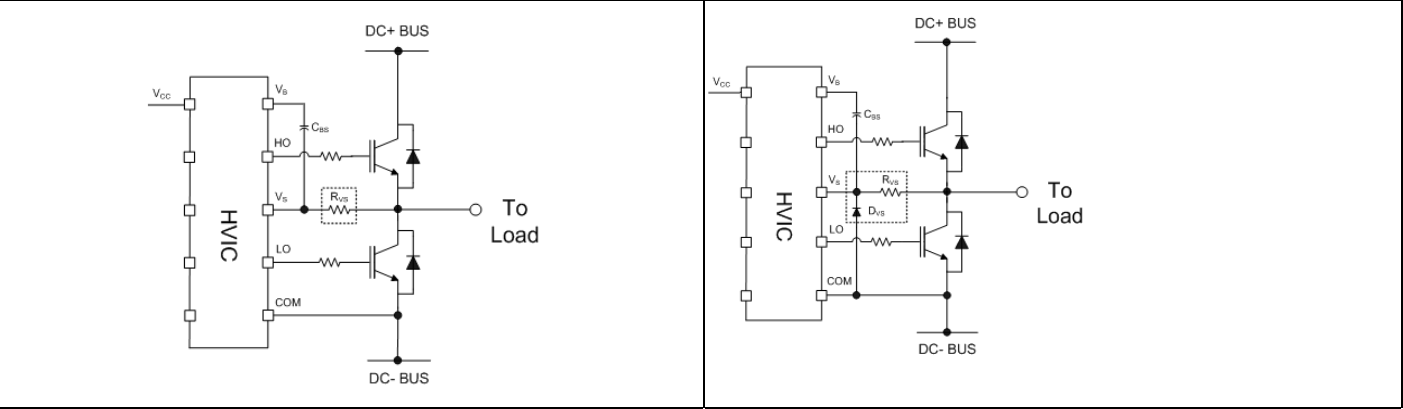 DC+ BUS
VCC
VB
CBS
HO
VS
RVS
HVIC
To
Load
LO
COM
DC- BUS
DC+ BUS
VCC
VB
CBS
HO
VS
RVS
HVIC
To
Load
DVS
LO
COM
DC- BUS